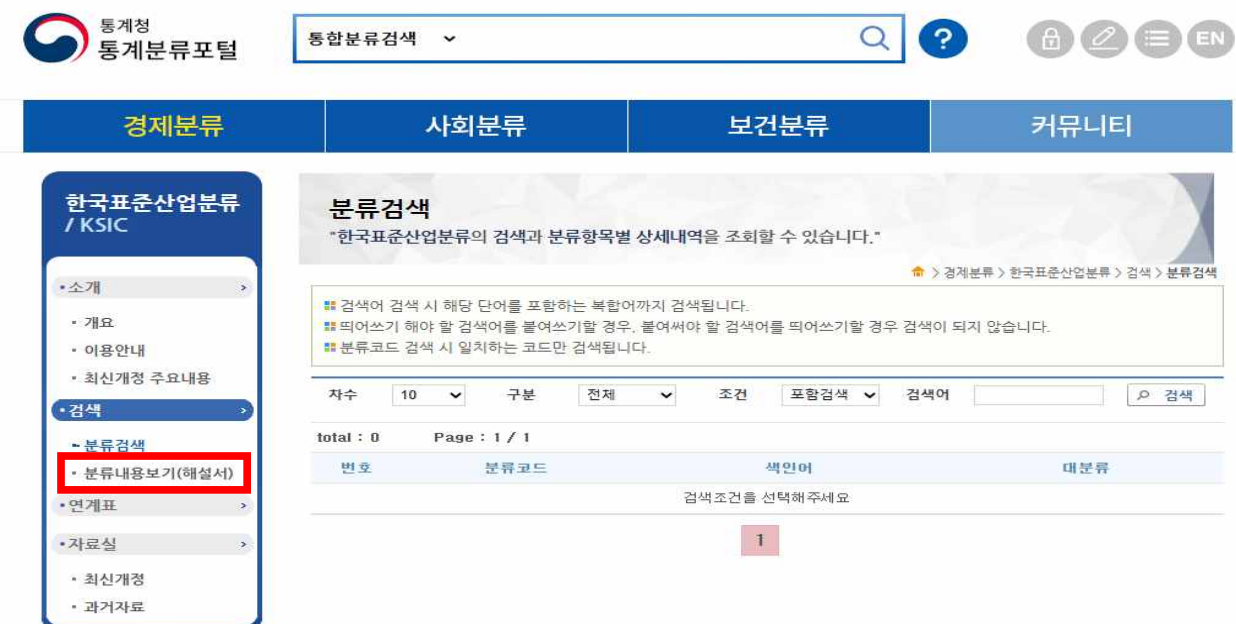 통계청
통계분류포털
통합분류검색
?
EN
경제분류 사회분류 보건분류 커뮤니티
한국표준산업분류
/ KSIC
소개
개요
이용안내
최신개정 주요내용
검색
분류검색
분류내용보기(해설서)
연계표
자료실
최신개정
과거자료
분류검색
"한국표준산업분류의 검색과 분류항목별 상세내역을 조회할 수 있습니다."
> 경제분류 > 한국표준산업분류 > 검색 > 분류검색
검색어 검색 시 해당 단어를 포함하는 복합어까지 검색됩니다.
띄어쓰기 해야 할 검색어를 붙여쓰기할 경우, 붙여써야 할 검색어를 띄어쓰기할 경우 검색이 되지 않습니다.
분류코드 검색 시 일치하는 코드만 검색됩니다.
차수 10 구분 전체 조건 포함검색 검색어 검색
total : 0 Page : 1 / 1
번호 분류코드 색인어 대분류
검색조건을 선택해주세요
1